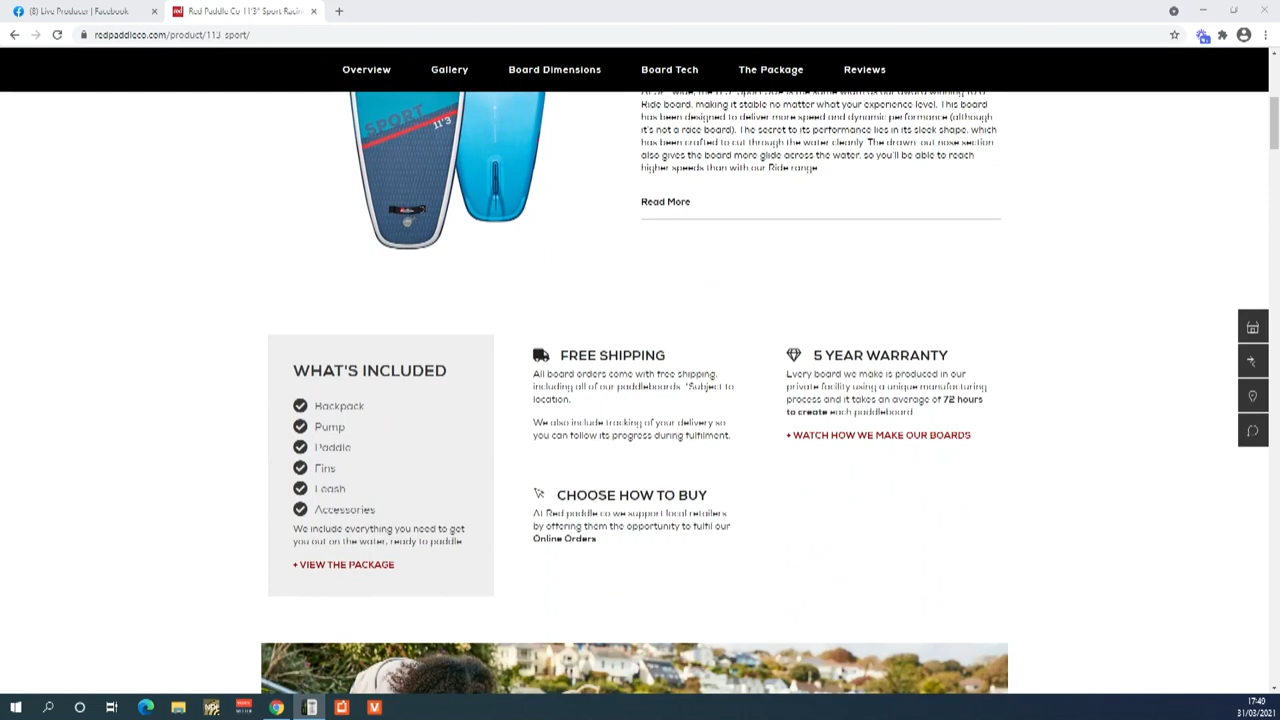 (8) Live Producer | Facebook
Red Paddle Co 11'3" Sport Racin
redpaddleco.com/product/113-sport/
Overview
Gallery
Board Dimensions
Board Tech
The Package
Reviews
SPORT
11'3
Ride board, making it stable no matter what your experience level. This board
has been designed to deliver more speed and dynamic performance (although
it's not a race board). The secret to its performance lies in its sleek shape, which
has been crafted to cut through the water cleanly. The drawn-out nose section
also gives the board more glide across the water, so you'll be able to reach
higher speeds than with our Ride range
Read More
WHAT'S INCLUDED
Backpack
Pump
Paddle
Fins
Leash
Accessories
We include everything you need to get
you out on the water, ready to paddle
+ VIEW THE PACKAGE
FREE SHIPPING
All board orders come with free shipping,
including all of our paddleboards. *Subject to
location.
We also include tracking of your delivery so
you can follow its progress during fulfilment.
CHOOSE HOW TO BUY
At Red paddle co we support local retailers
by offering them the opportunity to fulfil our
Online Orders
5 YEAR WARRANTY
Every board we make is produced in our
private facility using a unique manufacturing
process and it takes an average of 72 hours
to create each paddleboard
+ WATCH HOW WE MAKE OUR BOARDS
17:49
31/03/2021